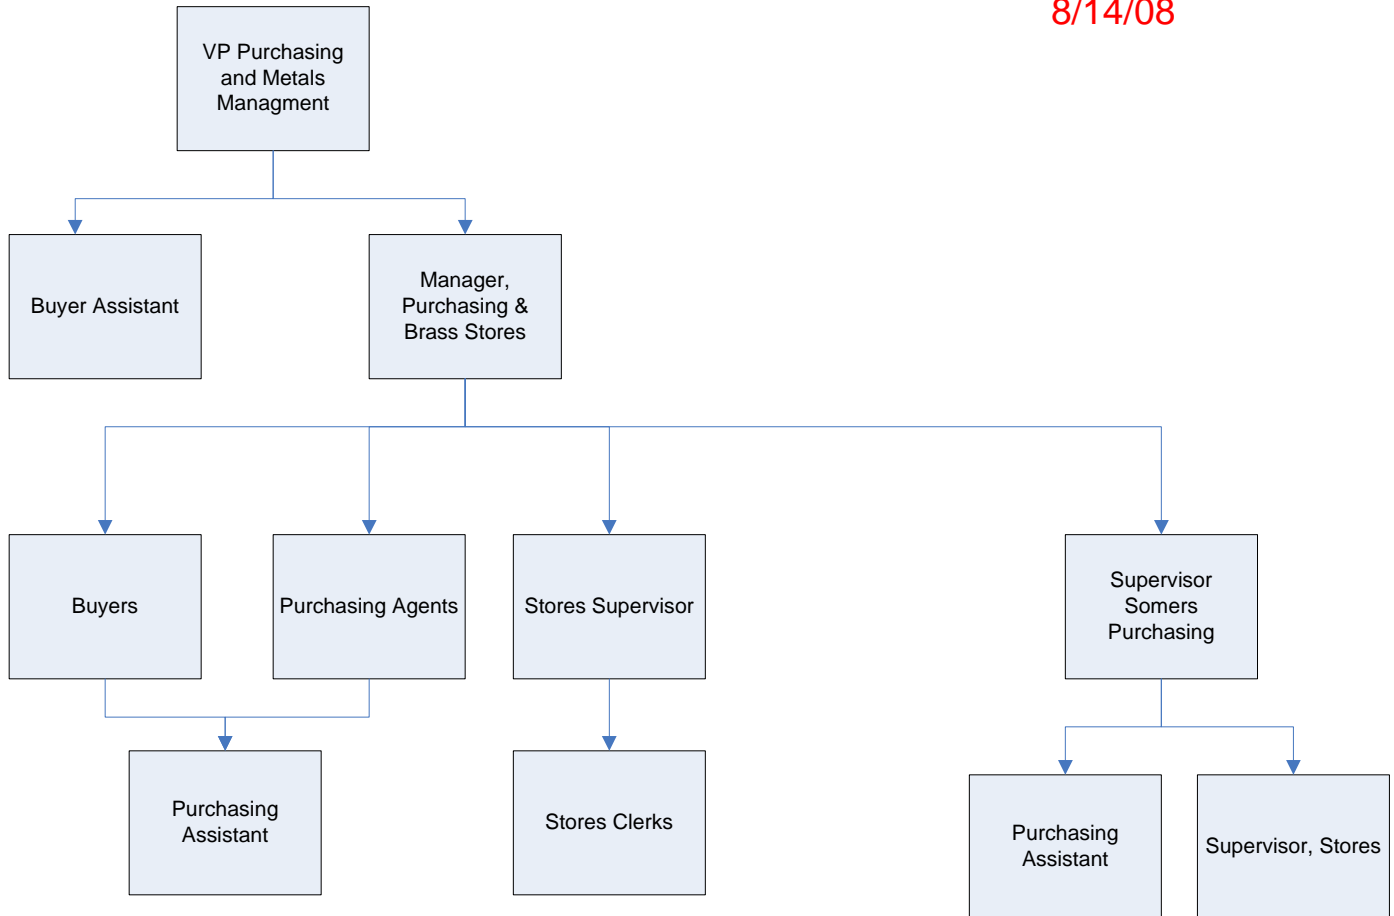 8/14/08
VP Purchasing
and Metals
Managment
Buyer Assistant
Manager,
Purchasing &
Brass Stores
Buyers
Purchasing Agents
Stores Supervisor
Supervisor
Somers
Purchasing
Purchasing
Assistant
Stores Clerks
Purchasing
Assistant
Supervisor, Stores